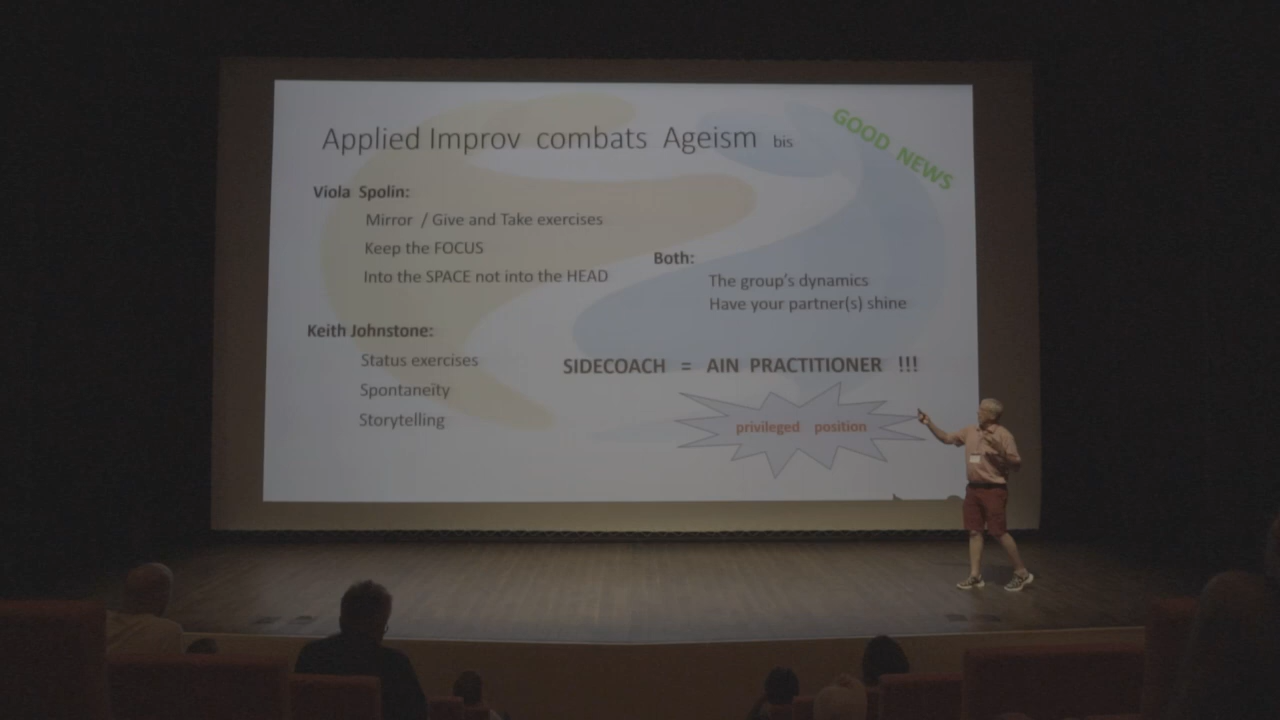 Applied Improv combats Ageism bis
GOOD NEWS
Viola Spolin:
Mirror / Give and Take exercises
Keep the FOCUS
Into the SPACE not into the HEAD
Both:
The group's dynamics
Have your partner(s) shine
Keith Johnstone:
Status exercises
Spontaneity
Storytelling
SIDECOACH = AIN PRACTITIONER !!!
privileged position